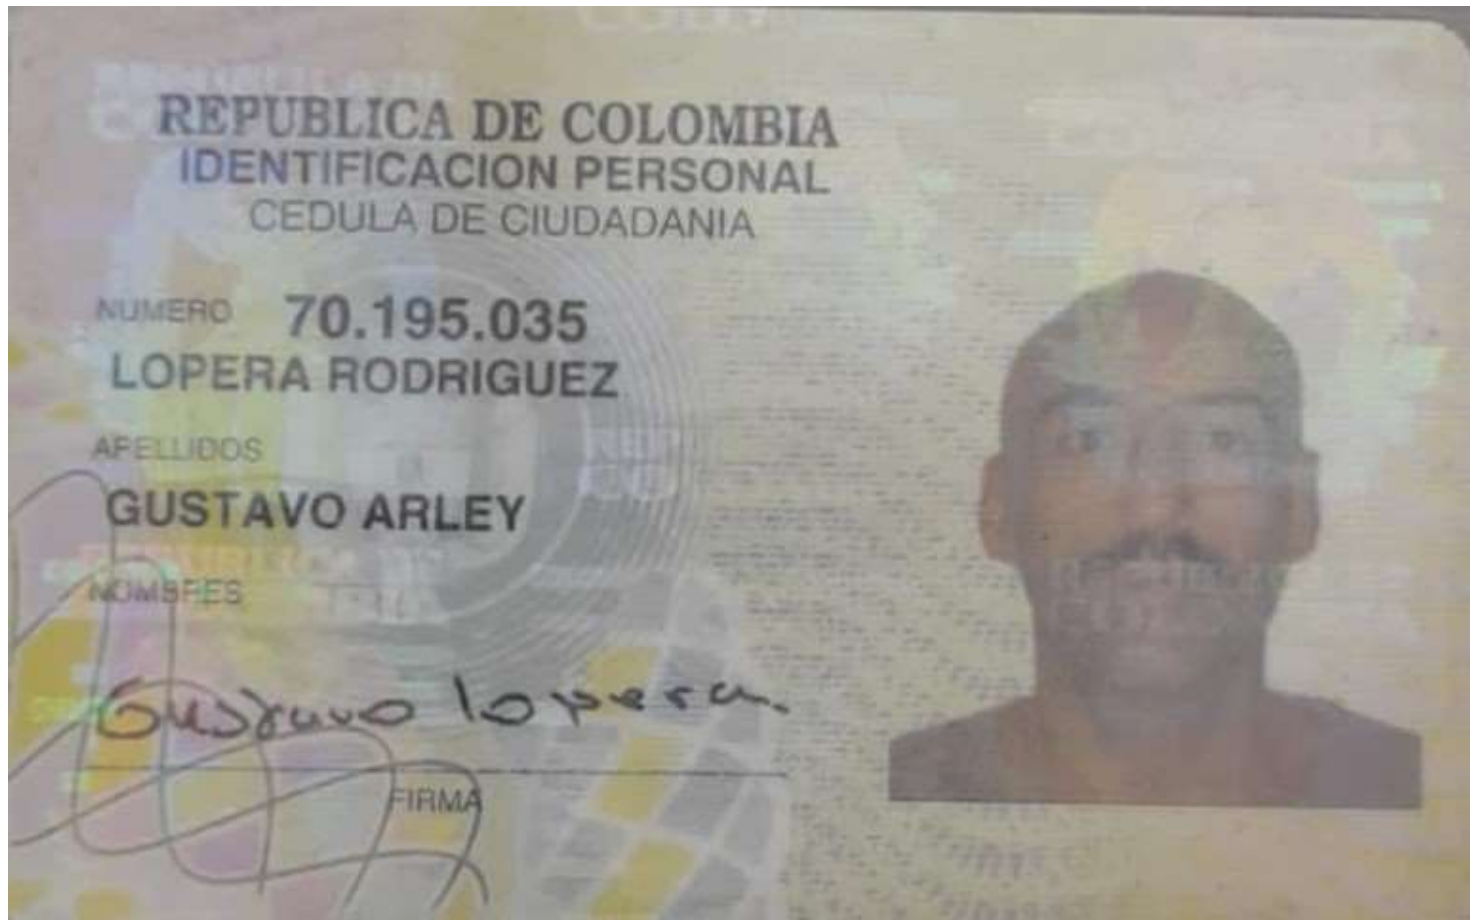 REPUBLICA DE COLOMBIA
IDENTIFICACION PERSONAL
CEDULA DE CIUDADANIA
NUMERO 70.195.035
LOPERA RODRIGUEZ
APELLIDOS
GUSTAVO ARLEY
NOMBRES
Gustavo lopera
FIRMA